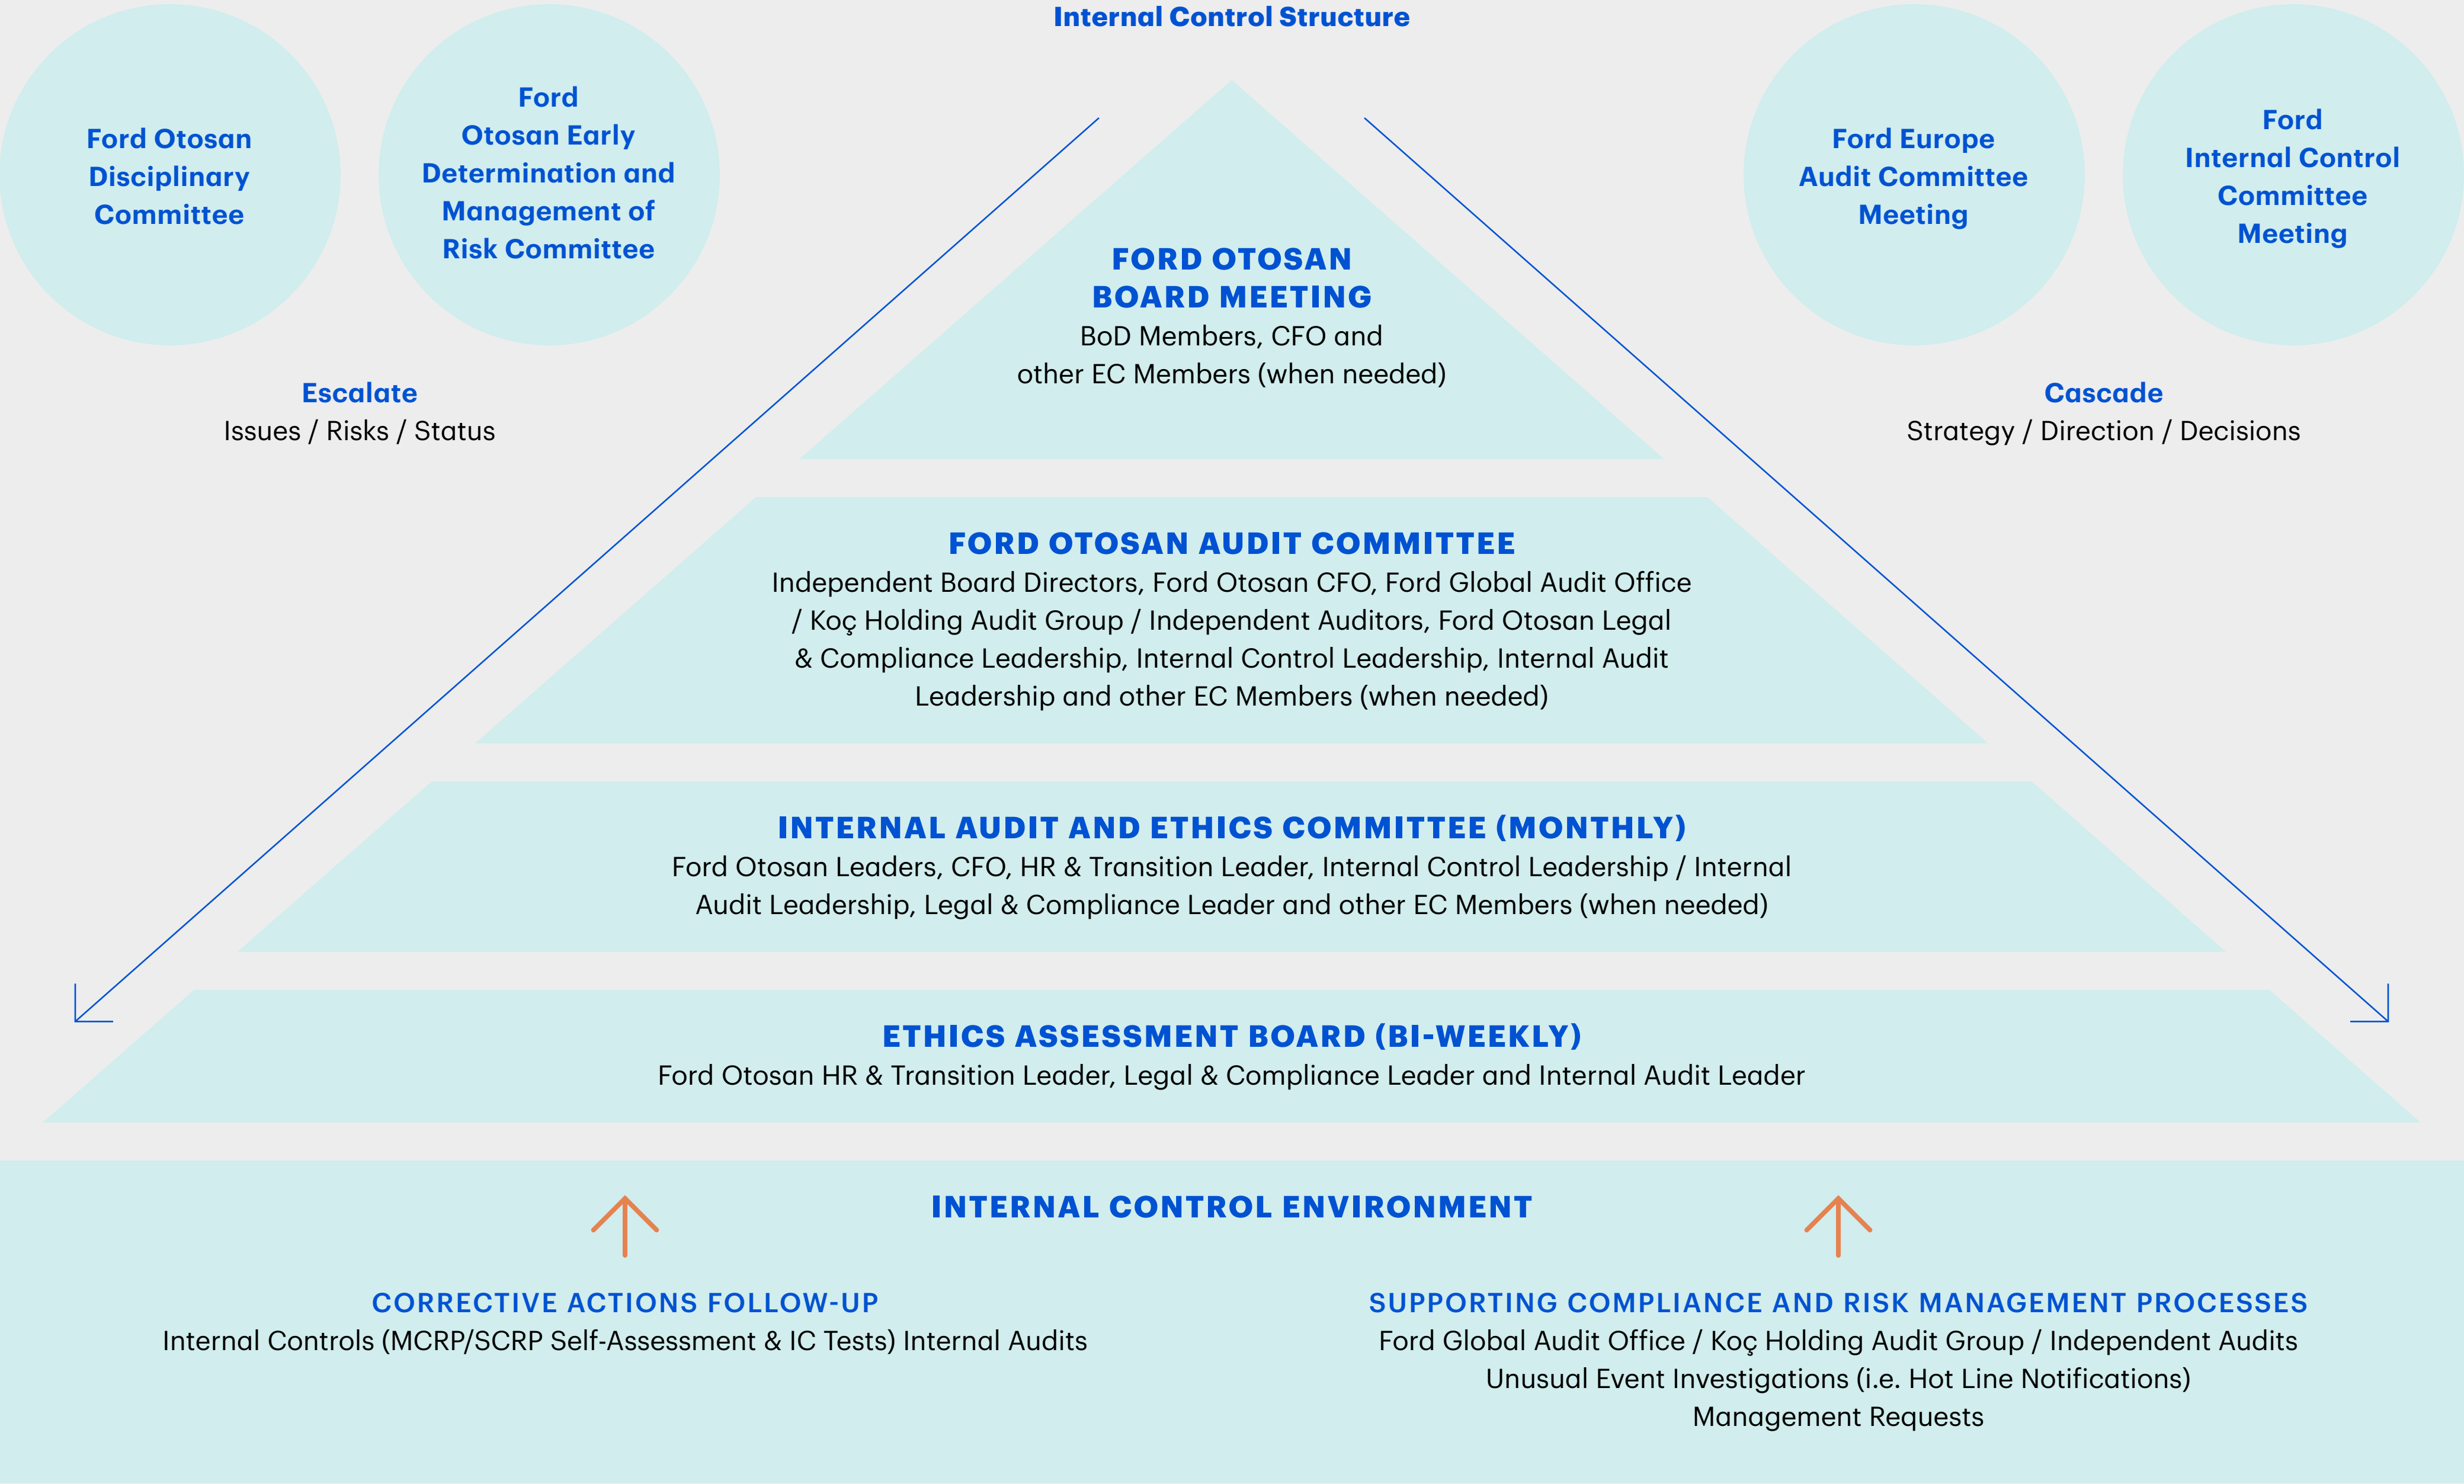 Internal Control Structure
Ford Otosan
Disciplinary
Committee
Ford
Otosan Early
Determination and
Management of
Risk Committee
Escalate
Issues / Risks / Status
Ford Europe
Audit Committee
Meeting
Ford
Internal Control
Committee
Meeting
Cascade
Strategy / Direction / Decisions
FORD OTOSAN
BOARD MEETING
BoD Members, CFO and
other EC Members (when needed)
FORD OTOSAN AUDIT COMMITTEE
Independent Board Directors, Ford Otosan CFO, Ford Global Audit Office
/ Koç Holding Audit Group / Independent Auditors, Ford Otosan Legal
& Compliance Leadership, Internal Control Leadership, Internal Audit
Leadership and other EC Members (when needed)
INTERNAL AUDIT AND ETHICS COMMITTEE (MONTHLY)
Ford Otosan Leaders, CFO, HR & Transition Leader, Internal Control Leadership / Internal
Audit Leadership, Legal & Compliance Leader and other EC Members (when needed)
ETHICS ASSESSMENT BOARD (BI-WEEKLY)
Ford Otosan HR & Transition Leader, Legal & Compliance Leader and Internal Audit Leader
INTERNAL CONTROL ENVIRONMENT
CORRECTIVE ACTIONS FOLLOW-UP
Internal Controls (MCRP/SCRP Self-Assessment & IC Tests) Internal Audits
SUPPORTING COMPLIANCE AND RISK MANAGEMENT PROCESSES
Ford Global Audit Office / Koç Holding Audit Group / Independent Audits
Unusual Event Investigations (i.e. Hot Line Notifications)
Management Requests